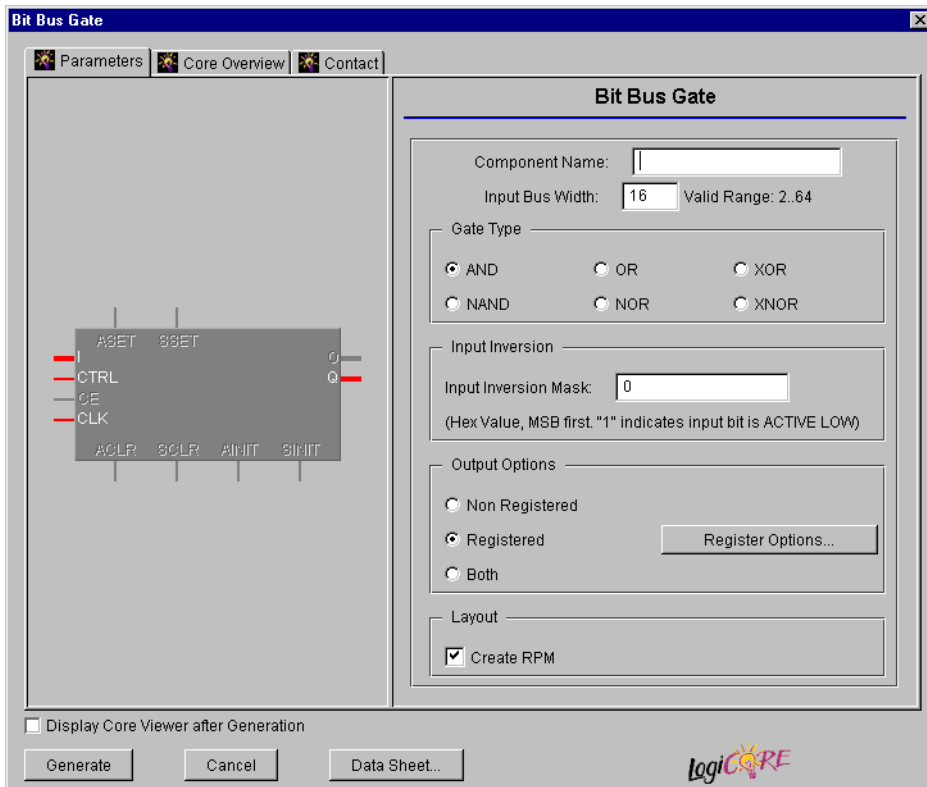 Bit Bus Gate
Parameters Core Overview Contact
Bit Bus Gate
Component Name:
Input Bus Width: 16 Valid Range: 2..64
Gate Type
AND OR XOR
NAND NOR XNOR
Input Inversion
Input Inversion Mask: 0
(Hex Value, MSB first. "1" indicates input bit is ACTIVE LOW)
Output Options
Non Registered
Registered Register Options...
Both
Layout
Create RPM
ASET SSET
I O
CTRL Q
CE
CLK
ACLR SCLR AINIT SINIT
Display Core Viewer after Generation
Generate Cancel Data Sheet...
LogiCORE